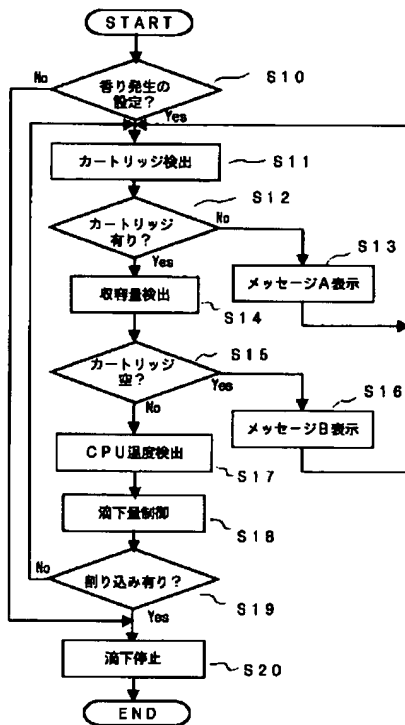 START
No
香り発生の
設定？
S10
Yes
カートリッジ検出
S11
カートリッジ
有り？
S12
No
Yes
メッセージA表示
S13
収容量検出
S14
カートリッジ
空？
S15
Yes
No
メッセージB表示
S16
CPU温度検出
S17
滴下量制御
S18
No
割り込み有り？
S19
Yes
滴下停止
S20
END